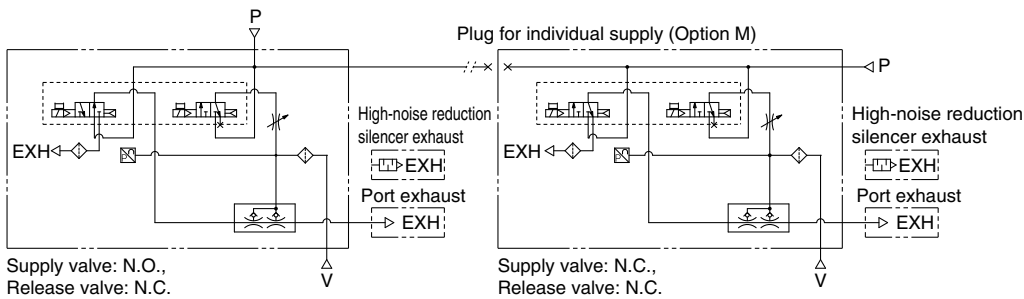 P
Plug for individual supply (Option M)
P
High-noise reduction
silencer exhaust
EXH
EXH
Port exhaust
EXH
V
Supply valve: N.O.,
Release valve: N.C.
High-noise reduction
silencer exhaust
EXH
EXH
Port exhaust
EXH
V
Supply valve: N.C.,
Release valve: N.C.